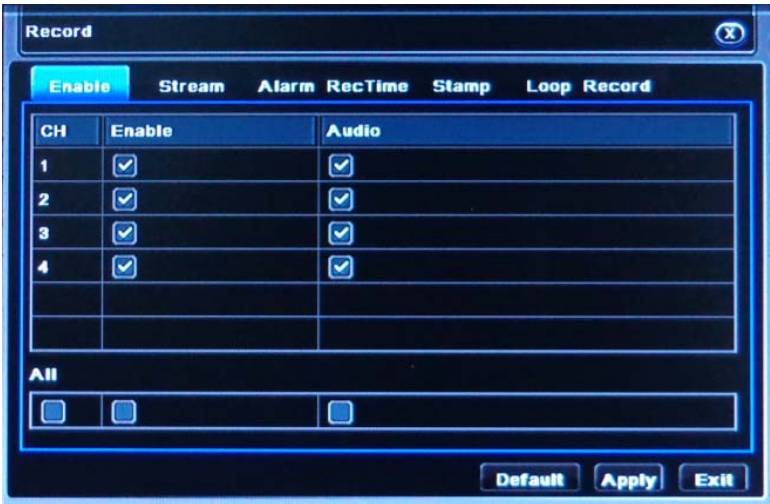 Record X
Enable Stream Alarm RecTime Stamp Loop Record
CH Enable Audio
1
2
3
4
All
Default Apply Exit